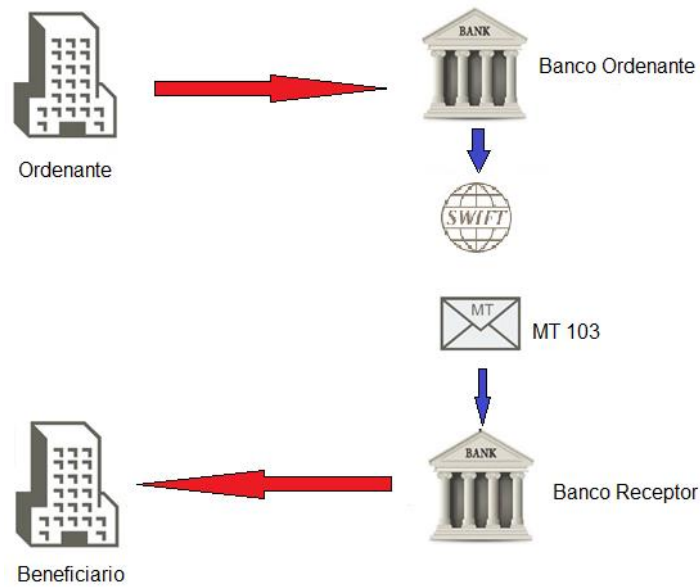 BANK
Banco Ordenante
Ordenante
SWIFT
MT
MT 103
BANK
Banco Receptor
Beneficiario